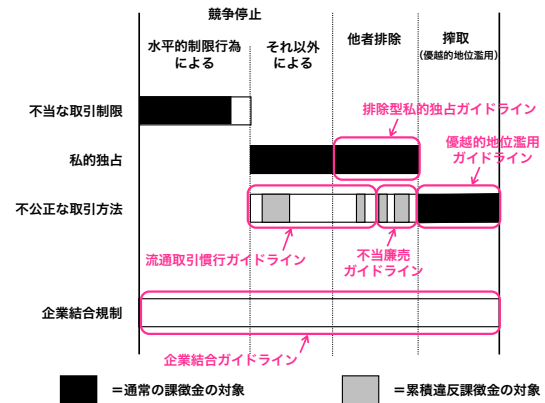 競争停止
水平的制限行為
による
それ以外
による
他者排除
搾取
(優越的地位濫用)
不当な取引制限
排除型私的独占ガイドライン
私的独占
優越的地位濫用
ガイドライン
不公正な取引方法
流通取引慣行ガイドライン
不当廉売
ガイドライン
企業結合規制
企業結合ガイドライン
＝通常の課徴金の対象
＝累積違反課徴金の対象